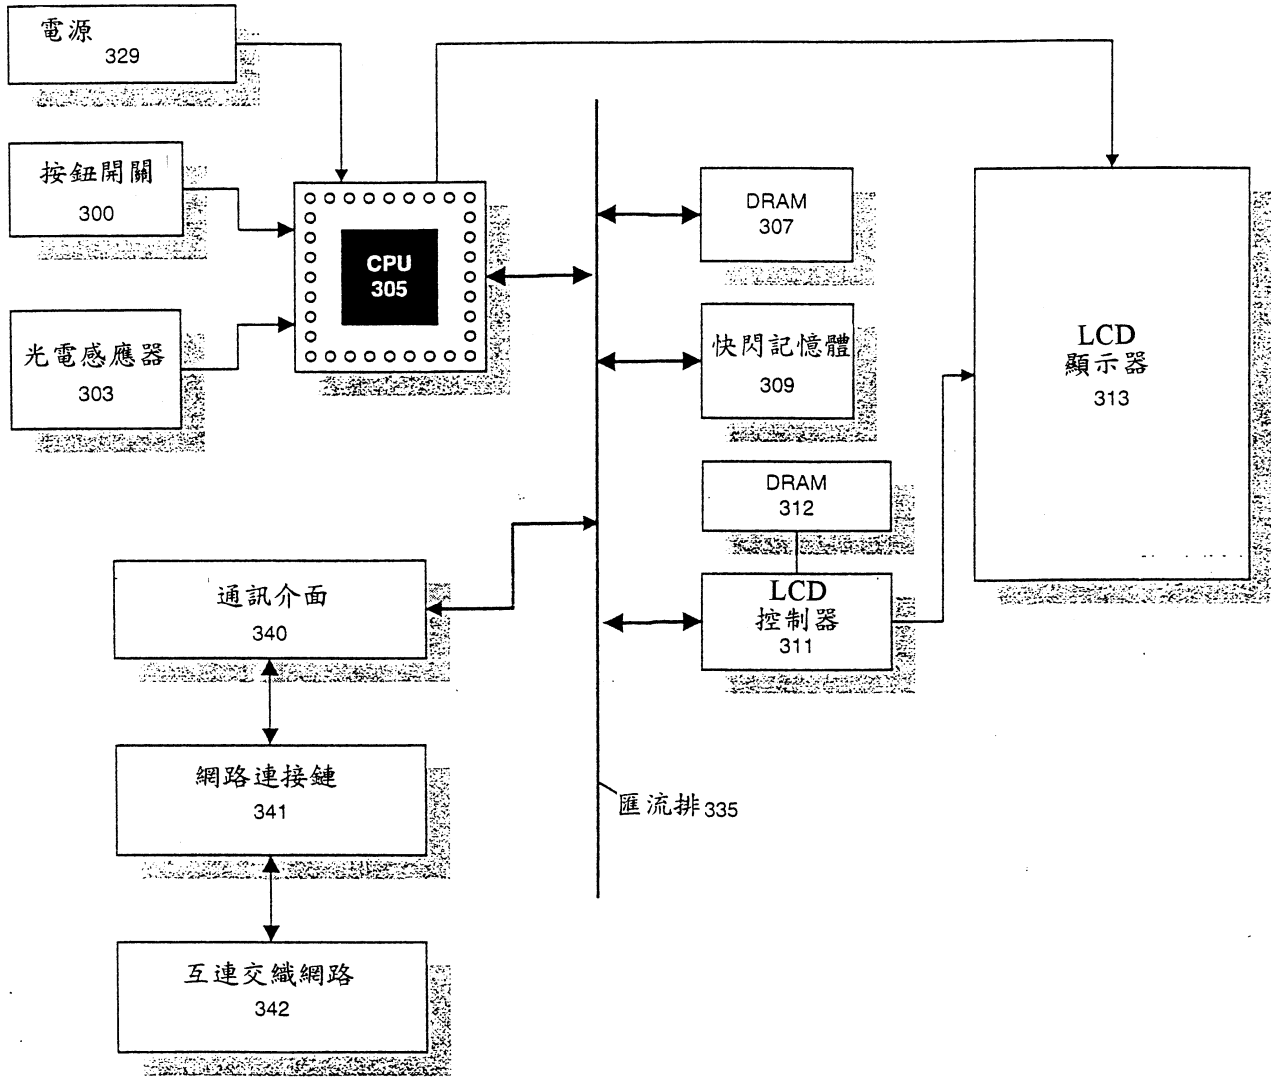 電源
329
按鈕開關
300
光電感應器
303
CPU
305
DRAM
307
快閃記憶體
309
DRAM
312
LCD
控制器
311
LCD
顯示器
313
通訊介面
340
網路連接鏈
341
互連交織網路
342
匯流排335